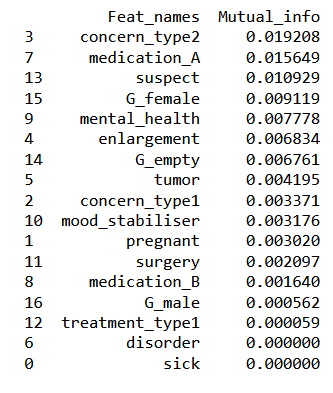 Feat_names Mutual_info
3 concern_type2 0.019208
7 medication_A 0.015649
13 suspect 0.010929
15 G_female 0.009119
9 mental_health 0.007778
4 enlargement 0.006834
14 G_empty 0.006761
5 tumor 0.004195
2 concern_type1 0.003371
10 mood_stabiliser 0.003176
1 pregnant 0.003020
11 surgery 0.002097
8 medication_B 0.001640
16 G_male 0.000562
12 treatment_type1 0.000059
6 disorder 0.000000
0 sick 0.000000